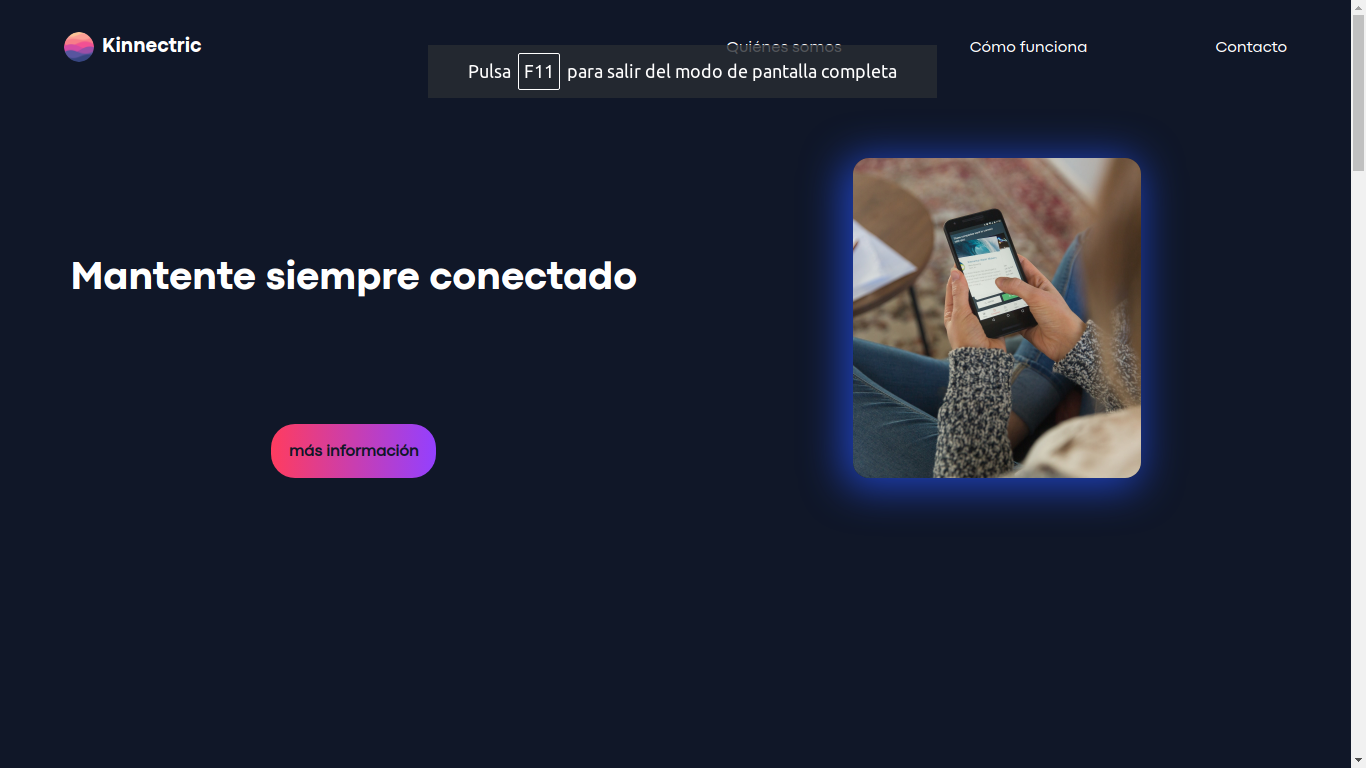 Kinnectric
Quiénes somos
Cómo funciona
Contacto
Pulsa F11 para salir del modo de pantalla completa
Mantente siempre conectado
más información